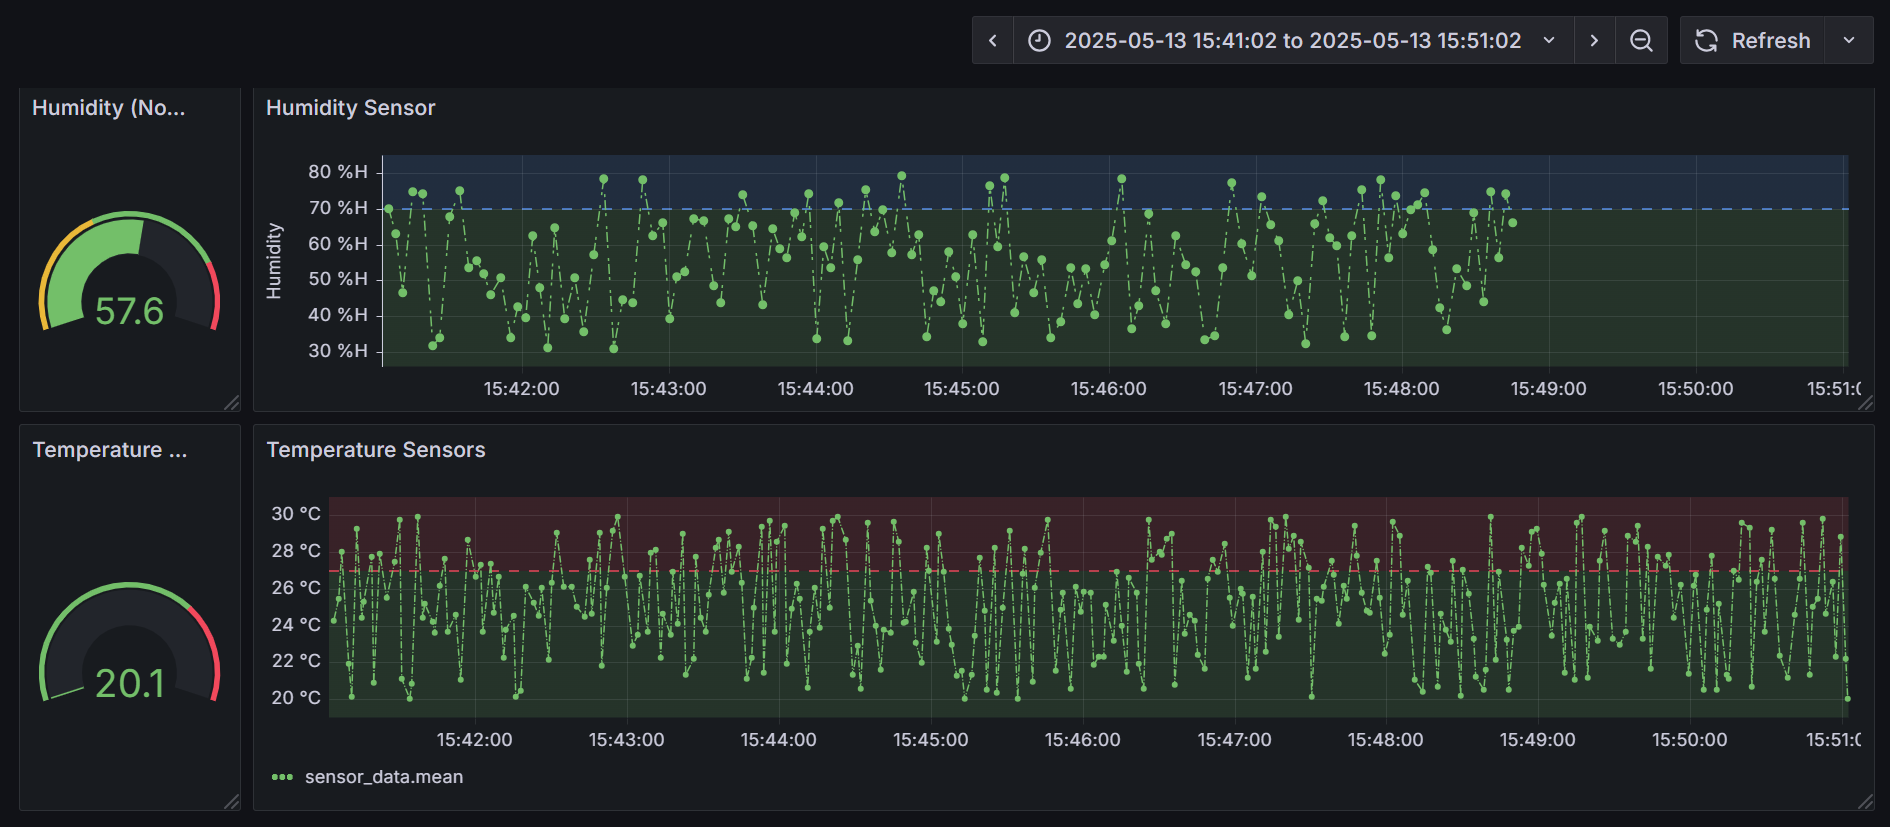 2025-05-13 15:41:02 to 2025-05-13 15:51:02
Refresh
Humidity (No...
Humidity Sensor
57.6
Humidity
80 %H
70 %H
60 %H
50 %H
40 %H
30 %H
15:42:00 15:43:00 15:44:00 15:45:00 15:46:00 15:47:00 15:48:00 15:49:00 15:50:00 15:51:0
Temperature ...
Temperature Sensors
20.1
30 °C
28 °C
26 °C
24 °C
22 °C
20 °C
15:42:00 15:43:00 15:44:00 15:45:00 15:46:00 15:47:00 15:48:00 15:49:00 15:50:00 15:51:0
sensor_data.mean